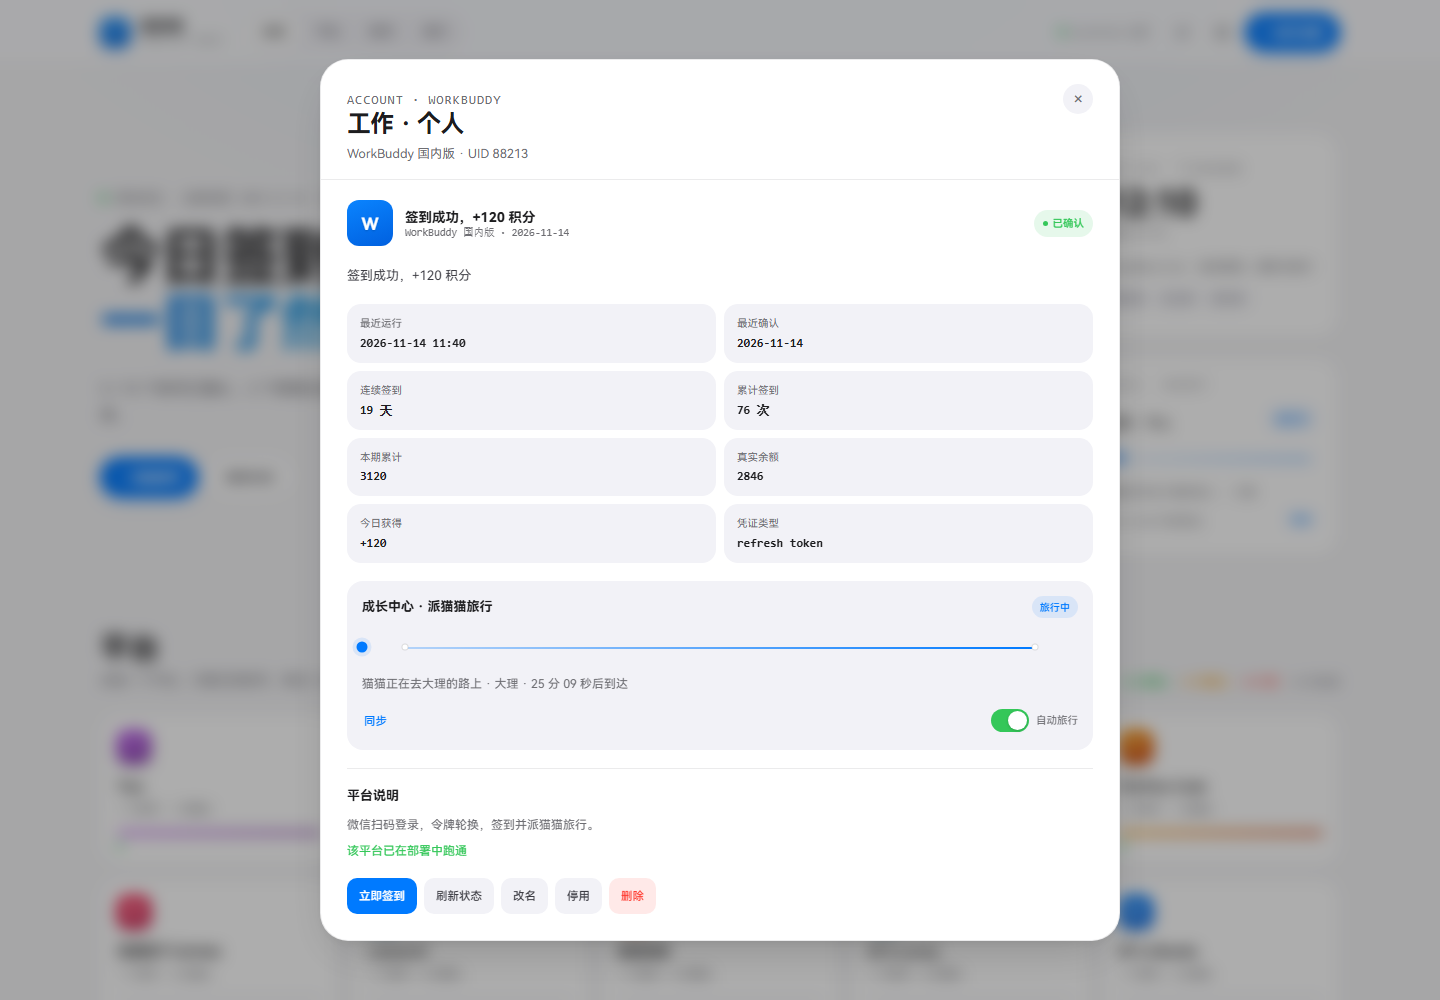 ACCOUNT · WORKBUDDY
工作 · 个人
WorkBuddy 国内版 · UID 88213
×
W
签到成功，+120 积分
WorkBuddy 国内版 · 2026-11-14
已确认
签到成功，+120 积分
最近运行
2026-11-14 11:40
最近确认
2026-11-14
连续签到
19 天
累计签到
76 次
本期累计
3120
真实余额
2846
今日获得
+120
凭证类型
refresh token
成长中心 · 派猫猫旅行
旅行中
猫猫正在去大理的路上 · 大理 · 25 分 09 秒后到达
同步
自动旅行
平台说明
微信扫码登录，令牌轮换，签到并派猫猫旅行。
该平台已在部署中跑通
立即签到
刷新状态
改名
停用
删除